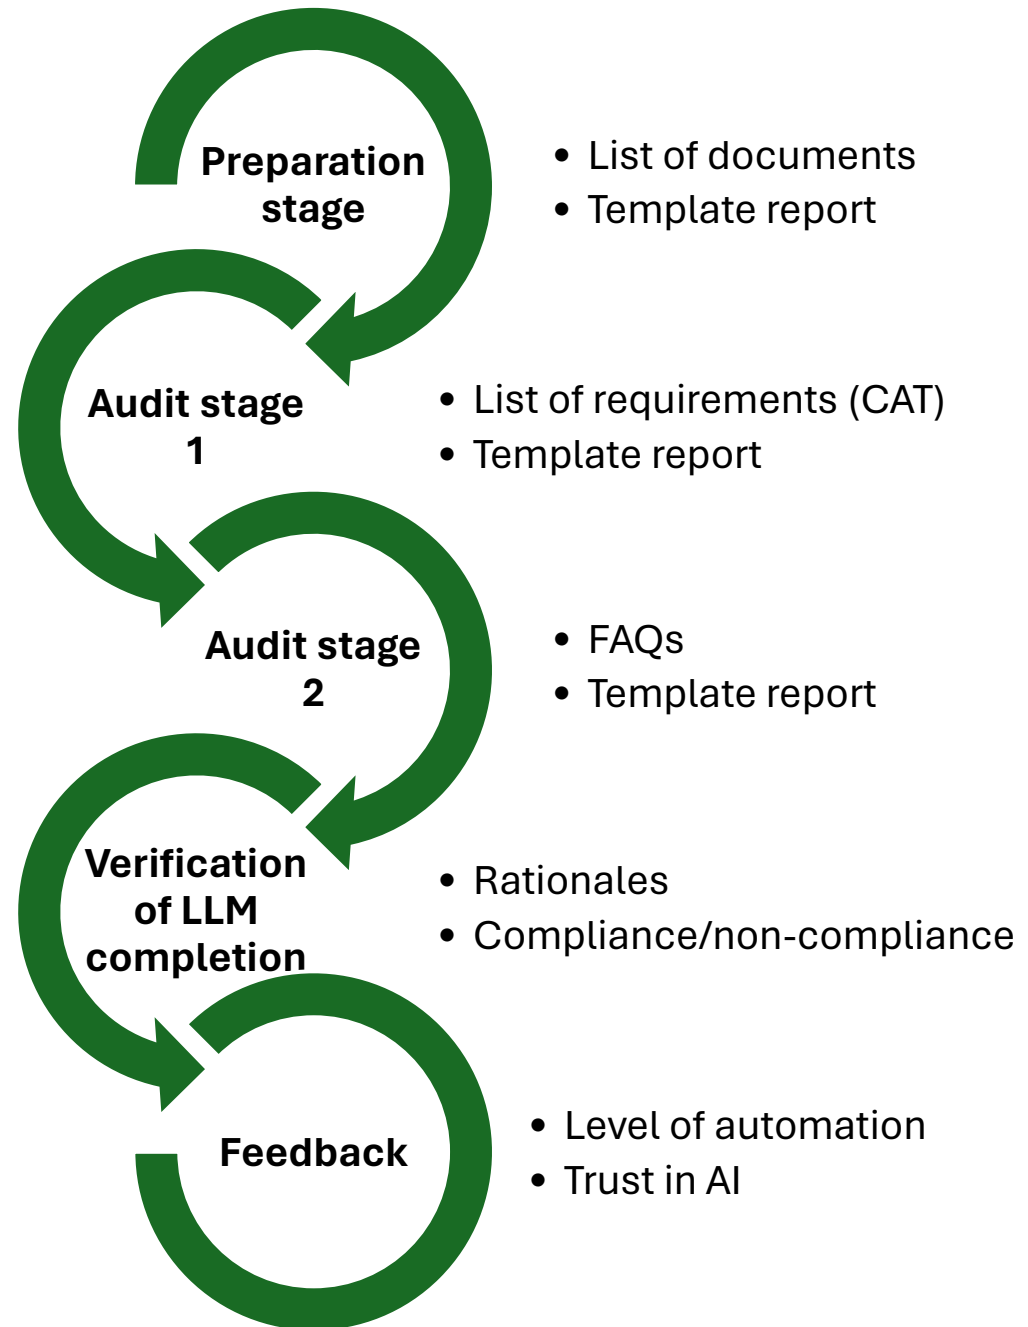 Preparation
stage
• List of documents
• Template report
Audit stage
1
• List of requirements (CAT)
• Template report
Audit stage
2
• FAQs
• Template report
Verification
of LLM
completion
• Rationales
• Compliance/non-compliance
Feedback
• Level of automation
• Trust in AI